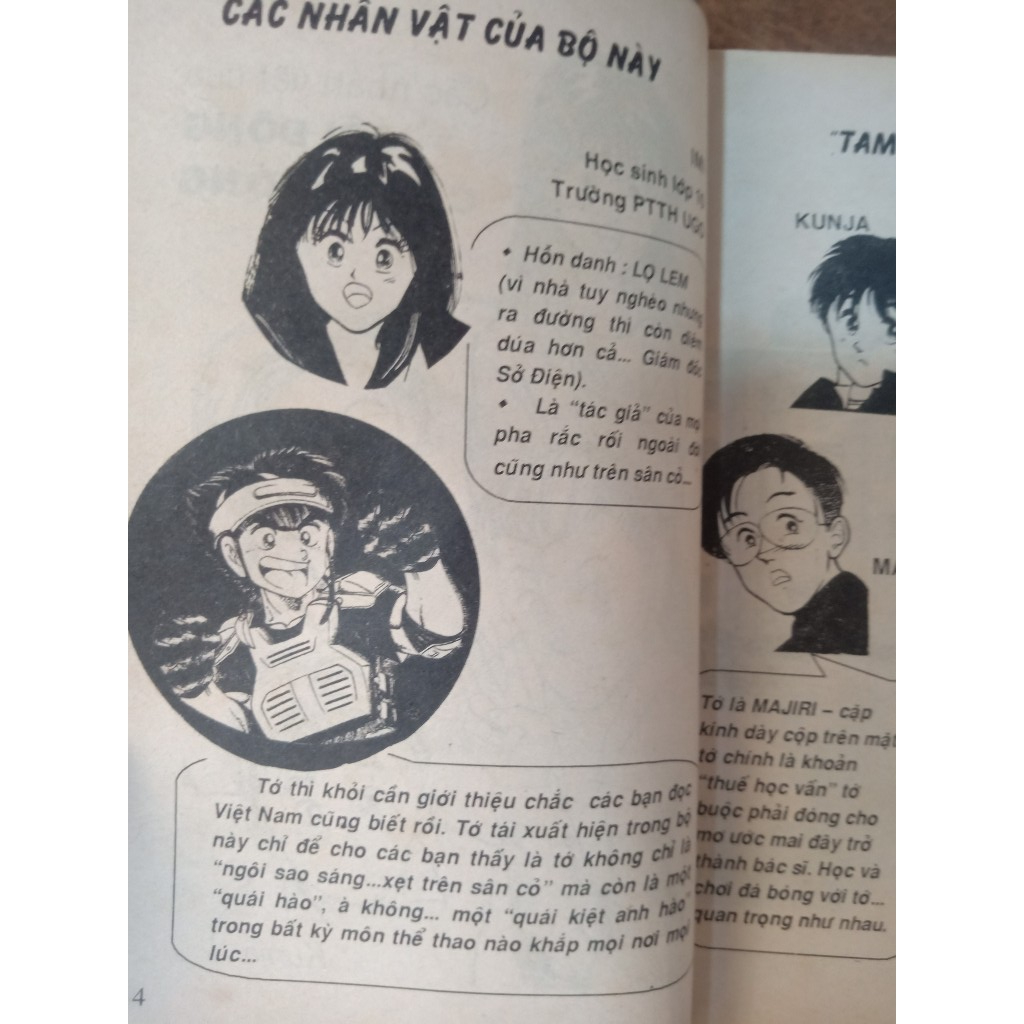 CÁC NHÂN VẬT CỦA BỘ NÀY
Học sinh lớp
Trường PTTH
• Hỗn danh : LỌ LEM
(vì nhà tuy nghèo nhưng
ra đường thì còn diện
dúa hơn cả... Giám đốc
Sở Điện).
• Là "tác giả" của
pha rắc rối ngoài
cũng như trên sân cỏ...
Tớ thì khỏi cần giới thiệu chắc các bạn đọc
Việt Nam cũng biết rồi. Tớ tái xuất hiện trong bộ
này chỉ để cho các bạn thấy là tớ không chỉ là
"ngôi sao sáng...xẹt trên sân cỏ" mà còn là một
"quái hào", à không... một "quái kiệt anh hào"
trong bất kỳ môn thể thao nào khắp mọi nơi mọi
lúc...
4
"TAM
KUNJA
MA
Tớ là MAJIRI – cặp
kính dày cộp trên mặt
tớ chính là khoản
"thuế học vấn" tớ
buộc phải đóng cho
mơ ước mai đây trở
thành bác sĩ. Học và
chơi đá bóng với tớ...
quan trọng như nhau.